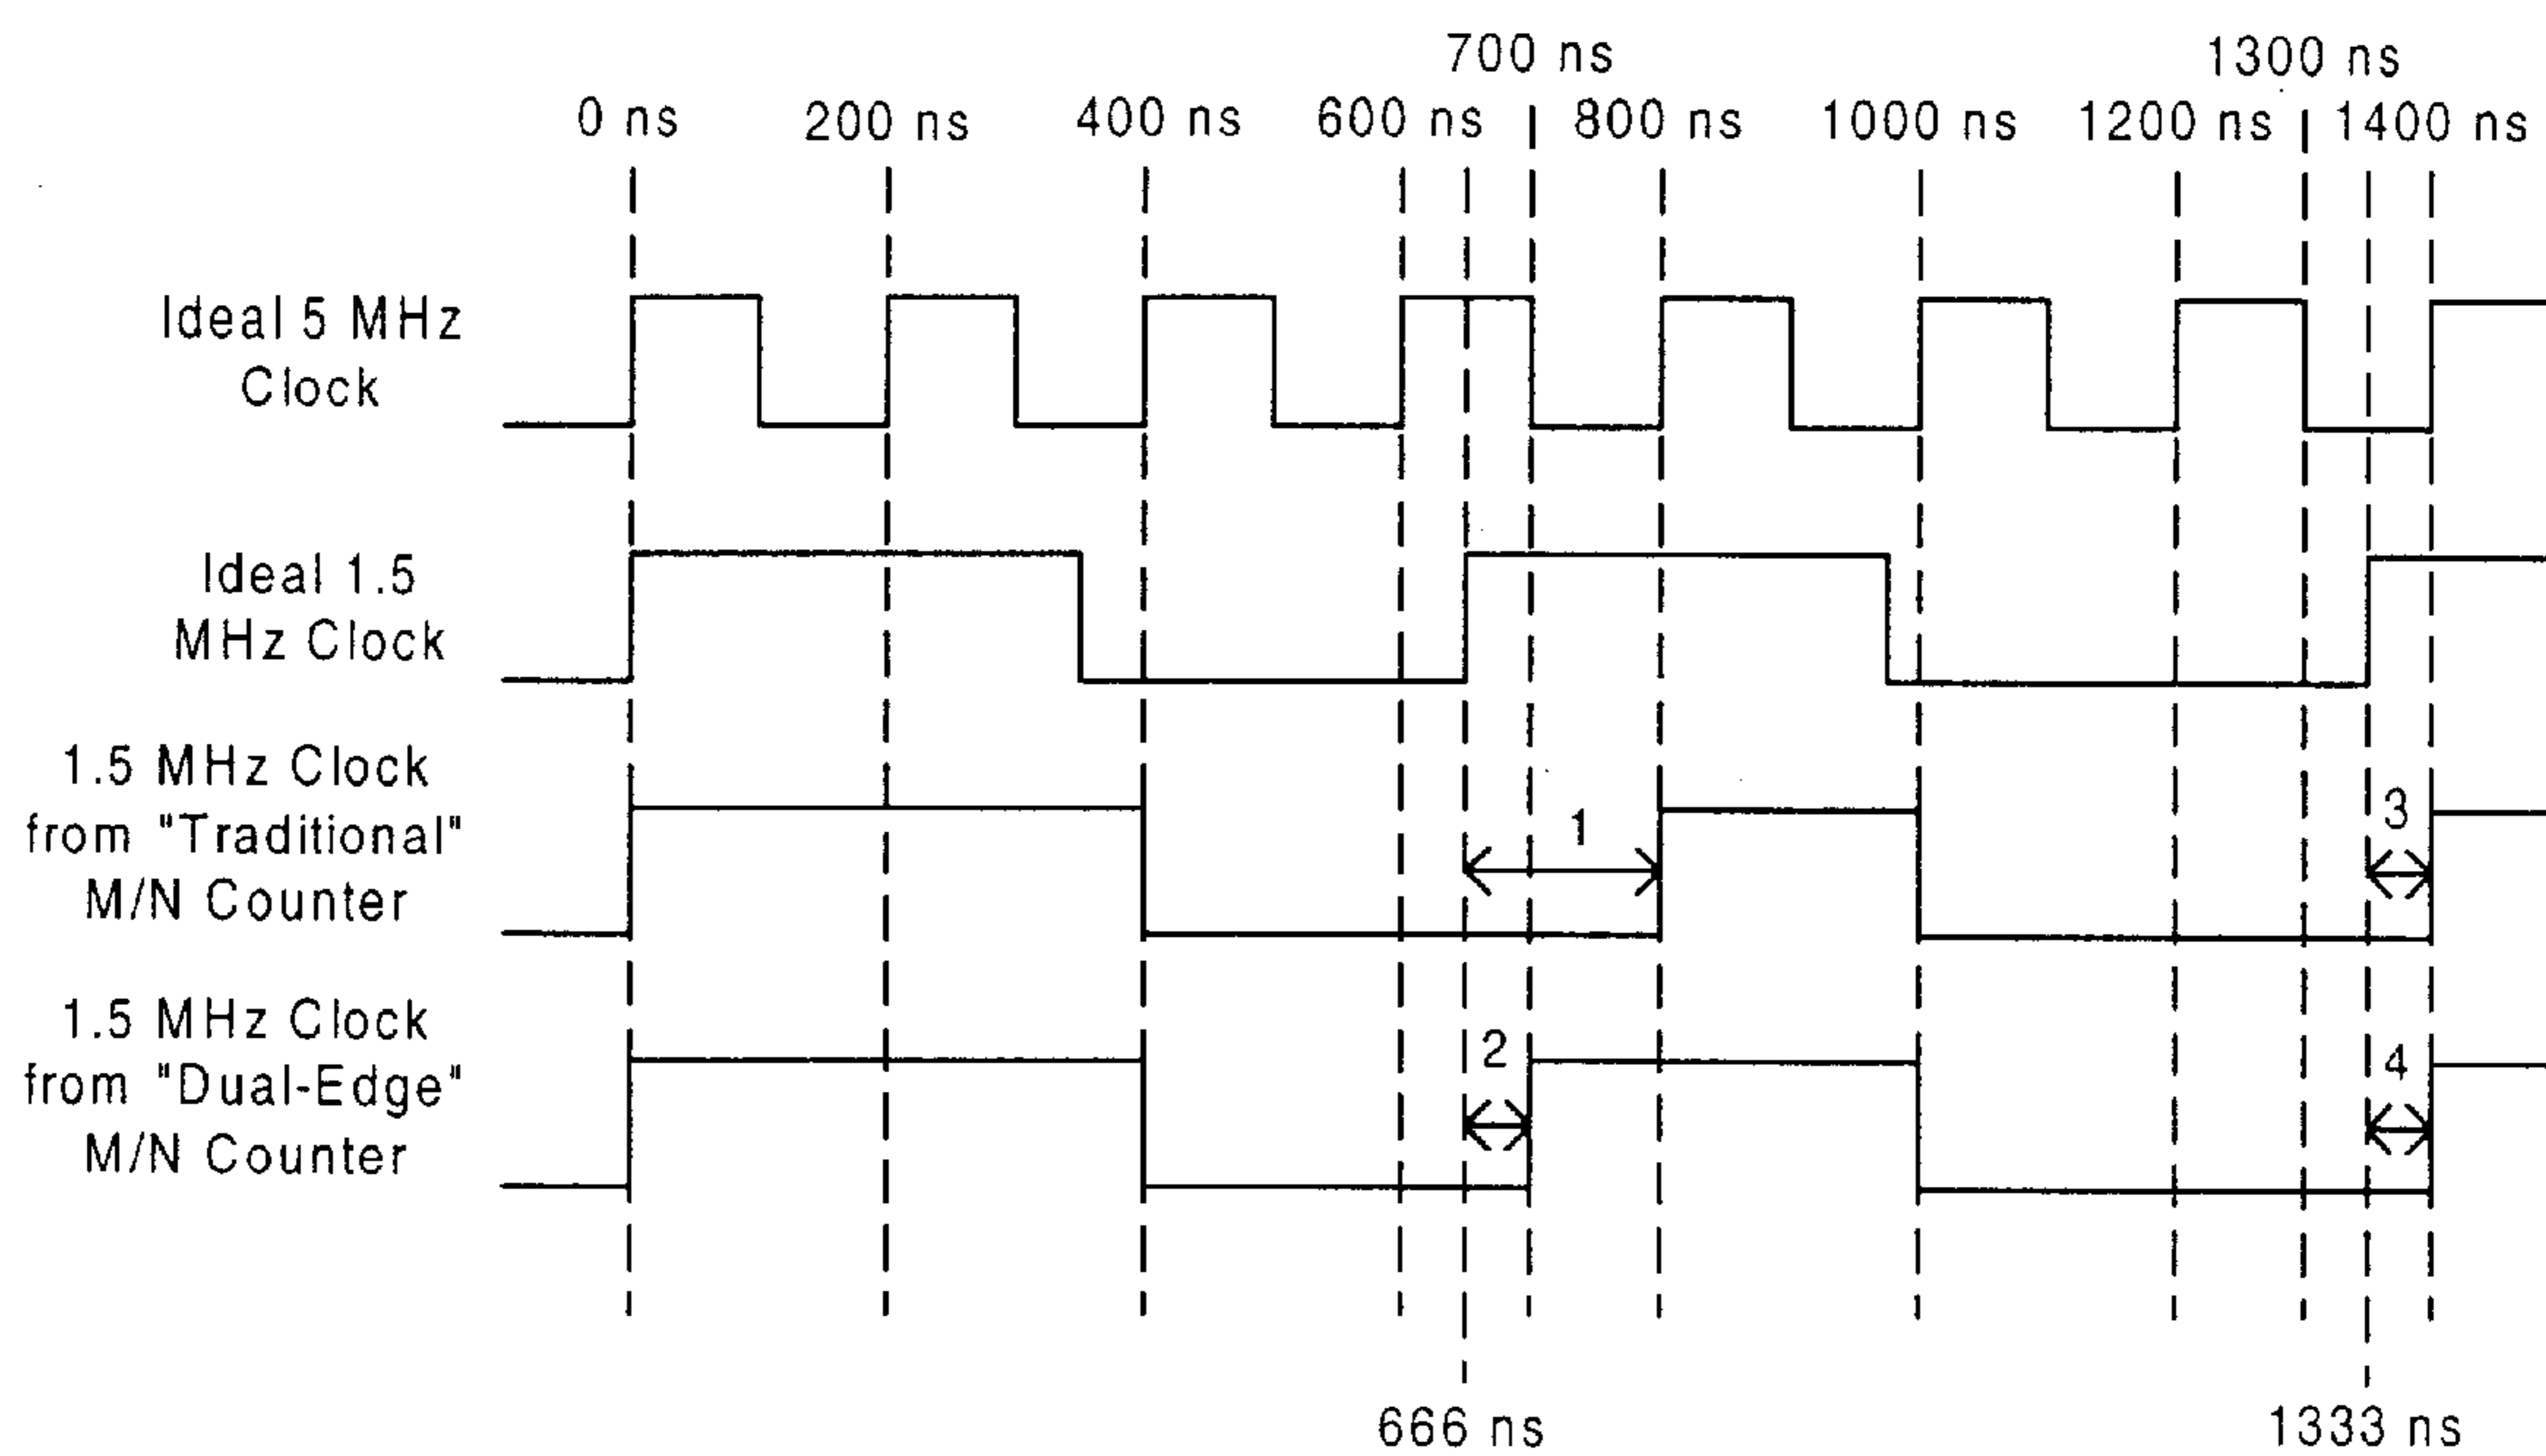 700 ns
1300 ns
0 ns
200 ns
400 ns
600 ns
800 ns
1000 ns
1200 ns
1400 ns
Ideal 5 MHz
Clock
Ideal 1.5
MHz Clock
1.5 MHz Clock
from "Traditional"
M/N Counter
1
3
1.5 MHz Clock
from "Dual-Edge"
M/N Counter
2
4
666 ns
1333 ns